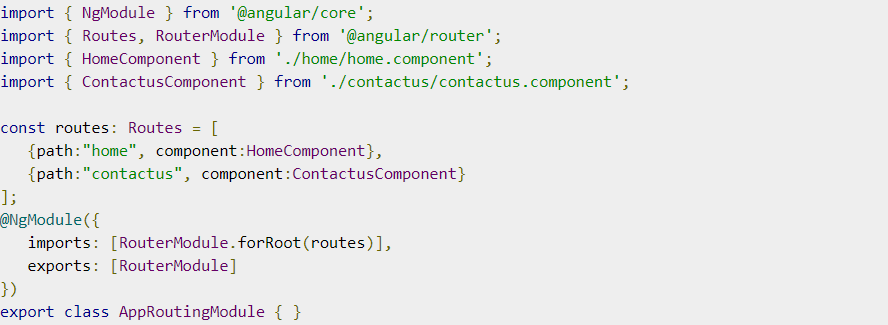 import { NgModule } from '@angular/core';
import { Routes, RouterModule } from '@angular/router';
import { HomeComponent } from './home/home.component';
import { ContactusComponent } from './contactus/contactus.component';

const routes: Routes = [
   {path:"home", component:HomeComponent},
   {path:"contactus", component:ContactusComponent}
];
@NgModule({
   imports: [RouterModule.forRoot(routes)],
   exports: [RouterModule]
})
export class AppRoutingModule { }